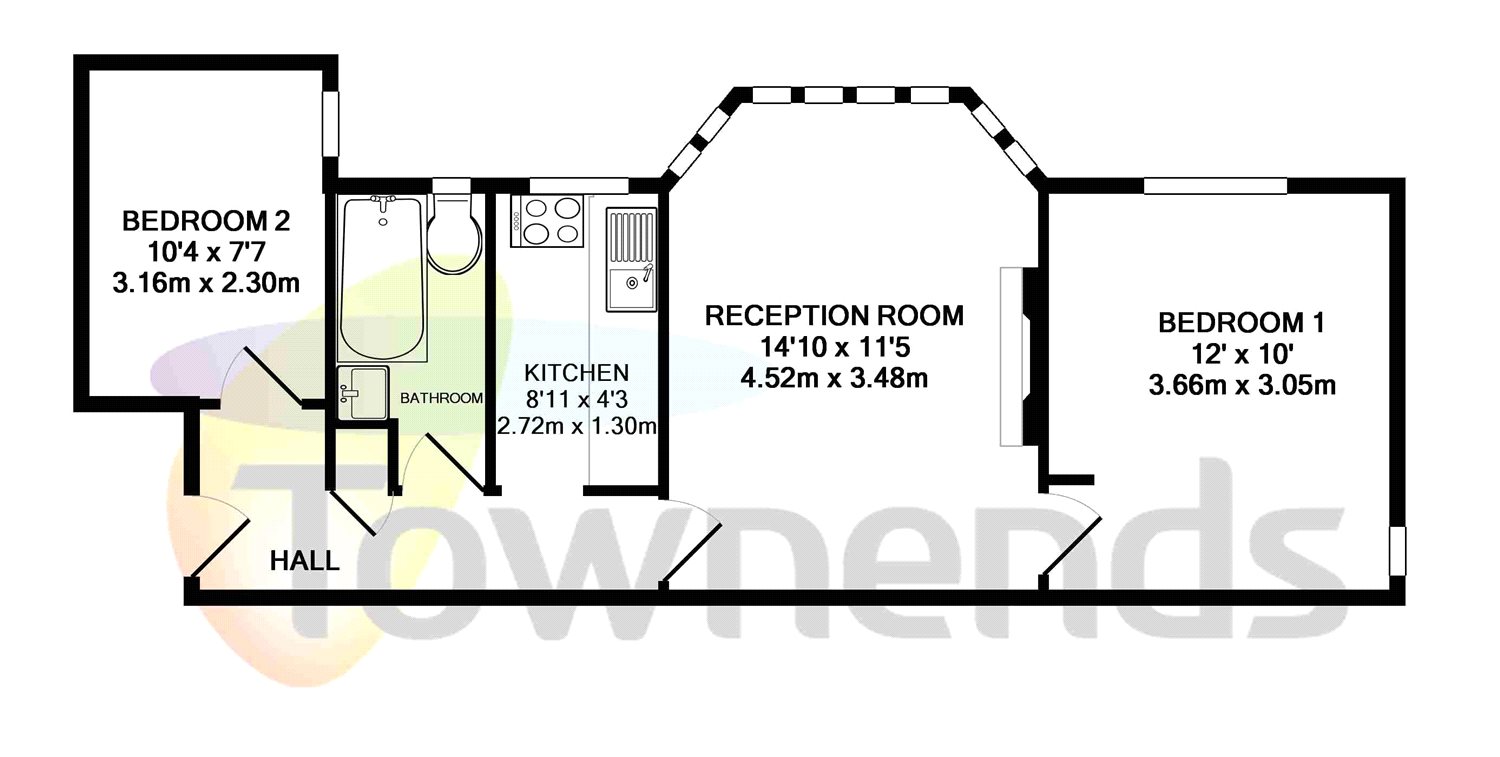 BEDROOM 2
10'4 x 7'7
3.16m x 2.30m
BATHROOM
KITCHEN
8'11 x 4'3
2.72m x 1.30m
RECEPTION ROOM
14'10 x 11'5
4.52m x 3.48m
BEDROOM 1
12' x 10'
3.66m x 3.05m
HALL
Townends